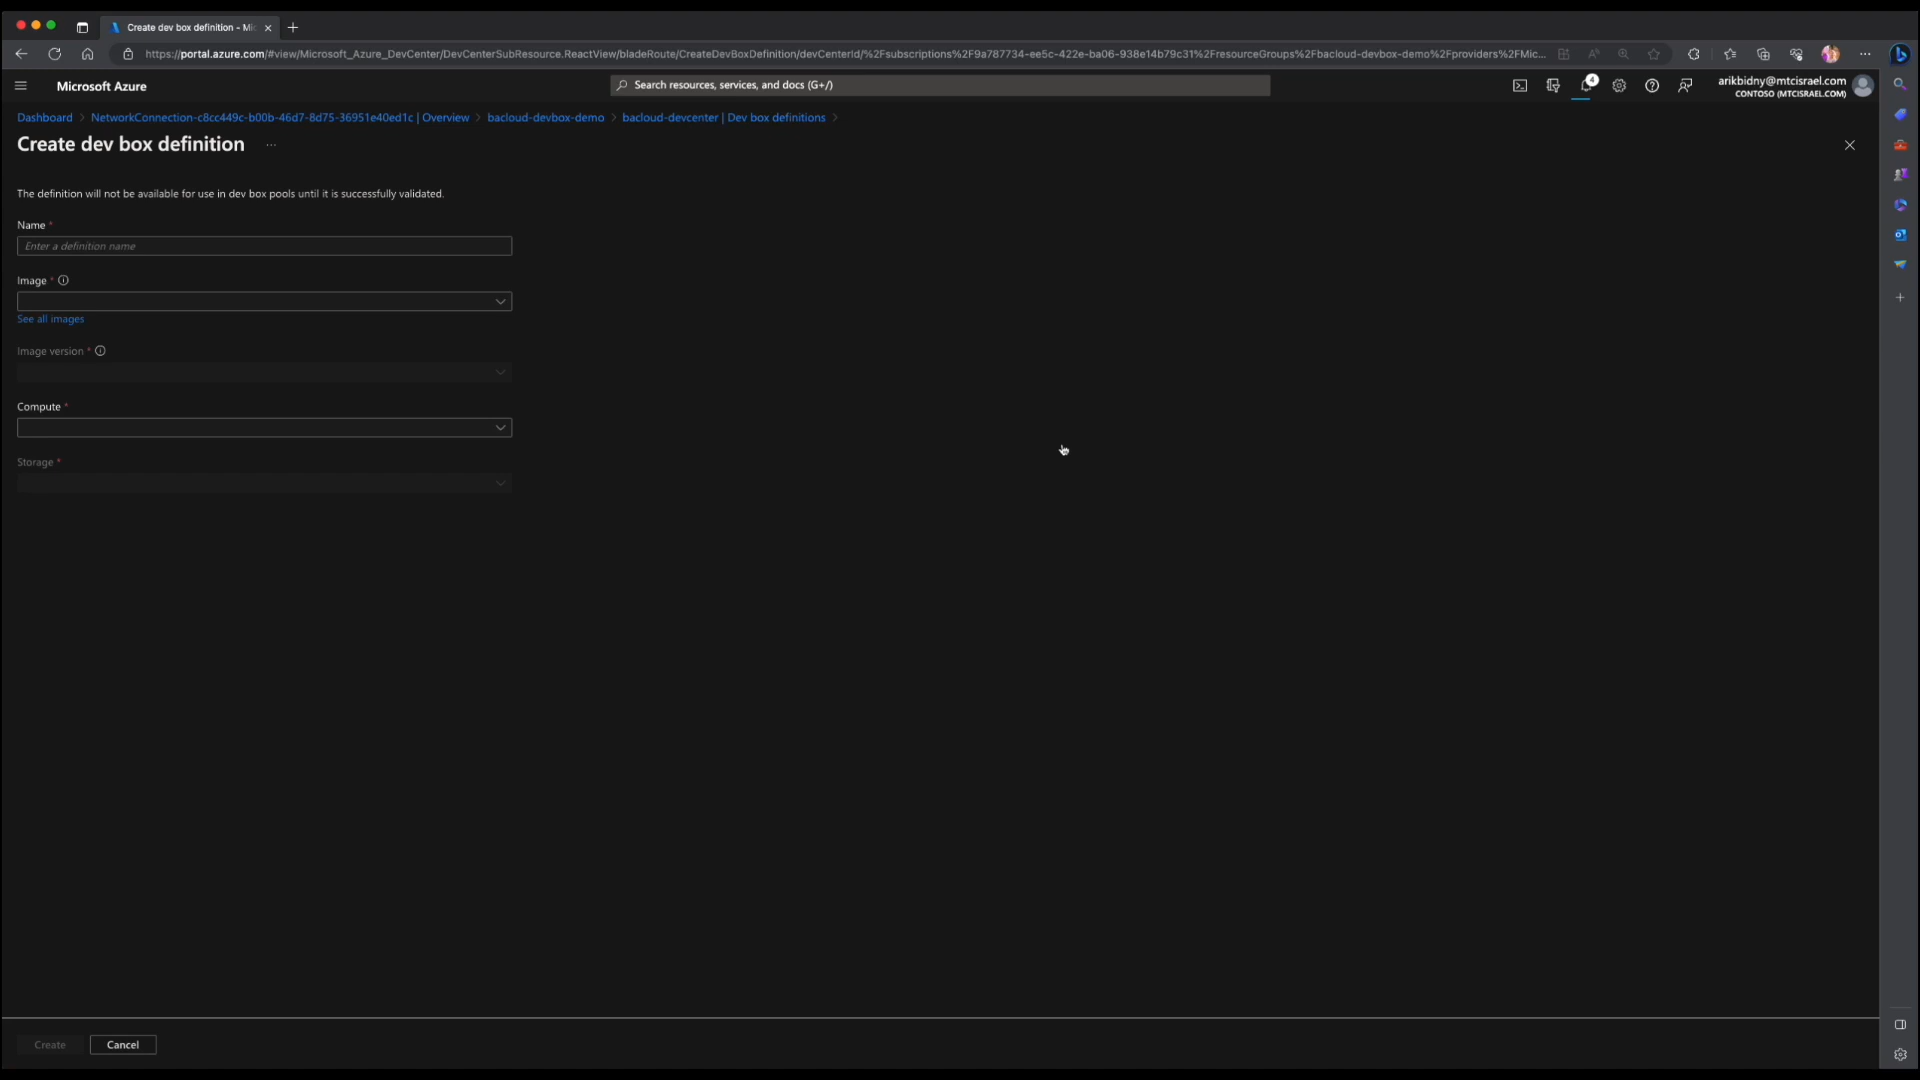 Create dev box definition - Mi
https://portal.azure.com/#view/Microsoft_Azure_DevCenter/DevCenterSubResource.ReactView/bladeRoute/CreateDevBoxDefinition/devCenterId/%2Fsubscriptions%2F9a787734-ee5c-422e-ba06-938e14b79c31%2FresourceGroups%2Fbacloud-devbox-demo%2Fproviders%2FMic...
Microsoft Azure
Search resources, services, and docs (G+/)
4
arikbidny@mtcisrael.com
CONTOSO (MTCISRAEL.COM)
Dashboard > NetworkConnection-c8cc449c-b00b-46d7-8d75-36951e40ed1c | Overview > bacloud-devbox-demo > bacloud-devcenter | Dev box definitions >
Create dev box definition ...
The definition will not be available for use in dev box pools until it is successfully validated.
Name *
Enter a definition name
Image *
See all images
Image version *
Compute *
Storage *
Create
Cancel